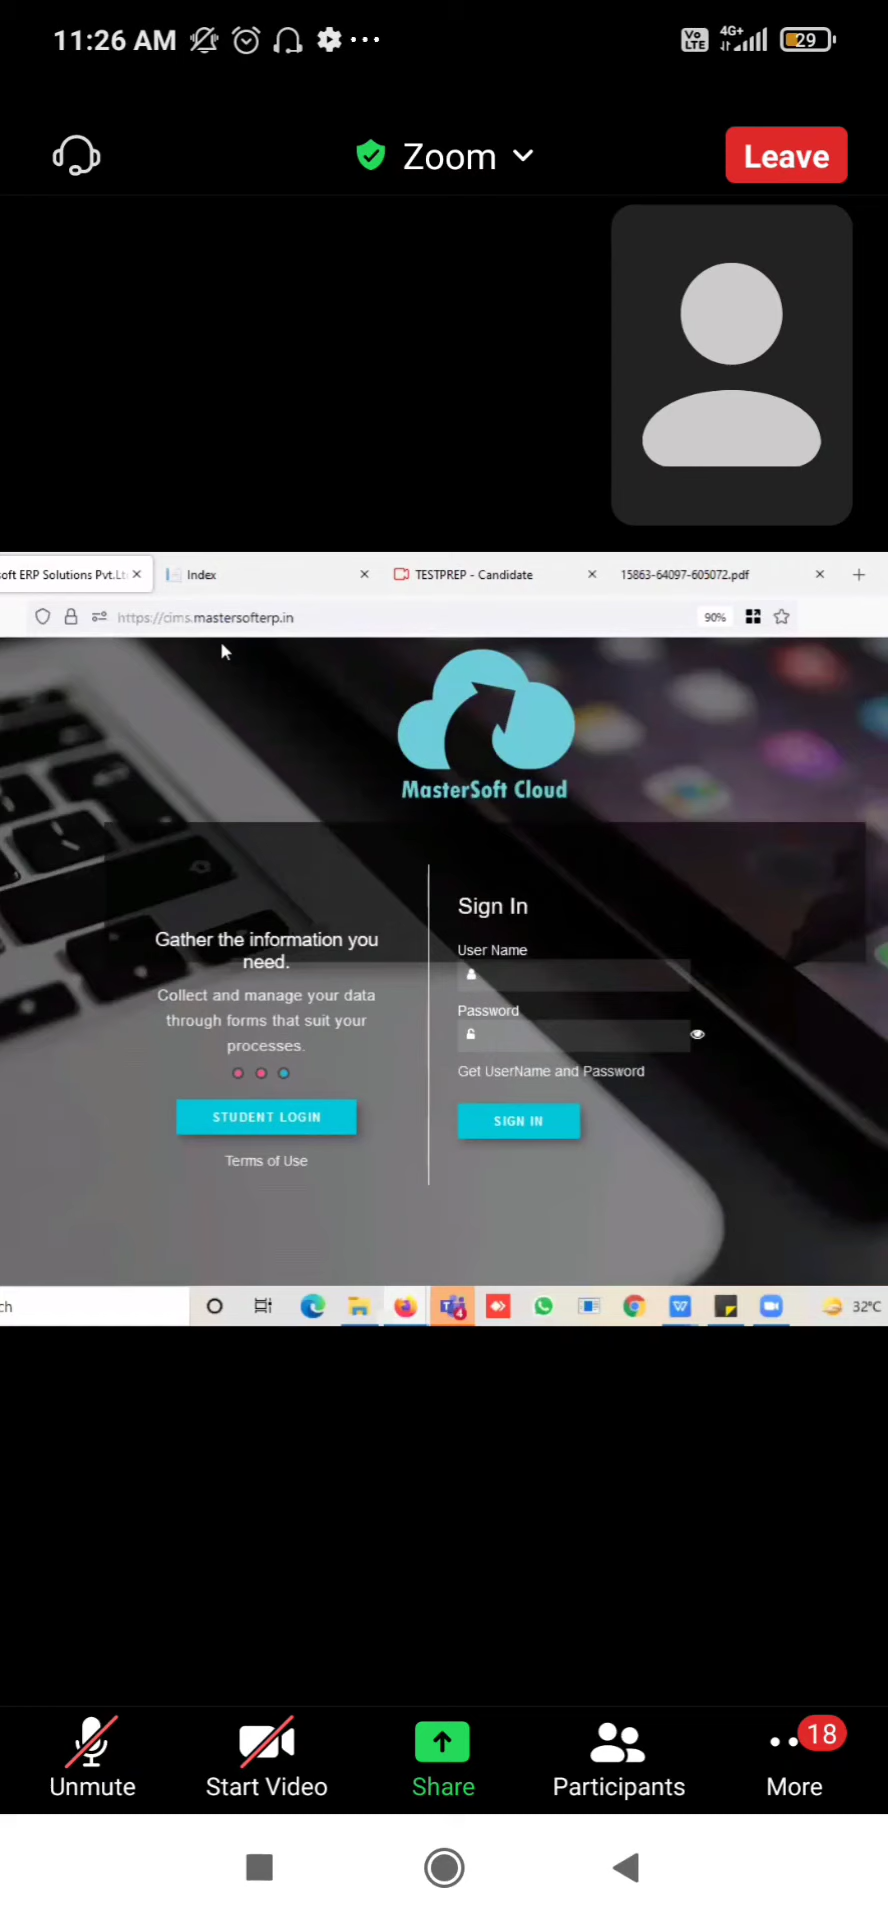 11:26 AM
Vo LTE
4G+
29
Zoom
Leave
oft ERP Solutions Pvt.Lt
Index
TESTPREP - Candidate
15863-64097-605072.pdf
https://cims.mastersofterp.in
90%
MasterSoft Cloud
Gather the information you
need.
Collect and manage your data
through forms that suit your
processes.
STUDENT LOGIN
Terms of Use
Sign In
User Name
Password
Get UserName and Password
SIGN IN
ch
4
32°C
Unmute
Start Video
Share
Participants
18
More